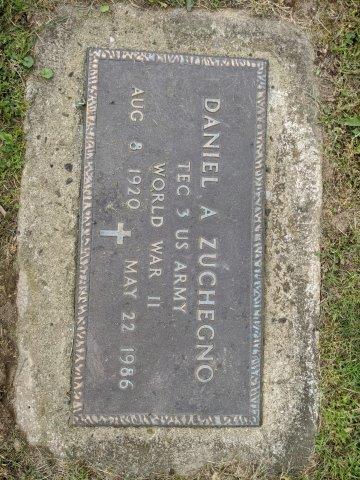 DANIEL A ZUCHEGNO
TEC 3 US ARMY
WORLD WAR II
AUG 8 1920 MAY 22 1986